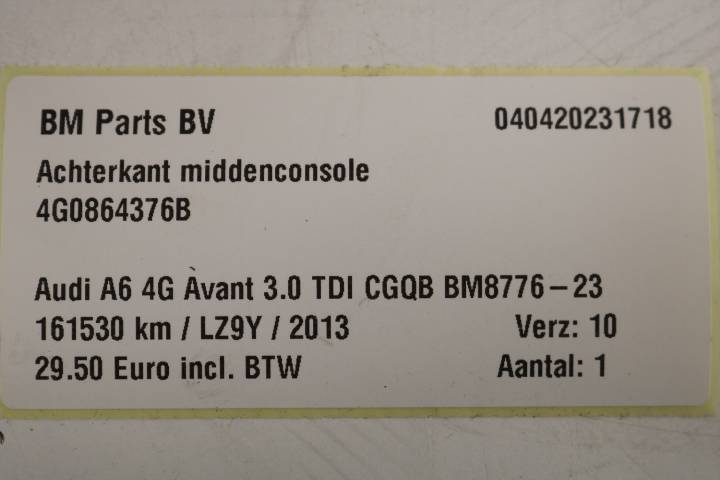 BM Parts BV 040420231718
Achterkant middenconsole
4G0864376B
Audi A6 4G Avant 3.0 TDI CGQB BM8776-23
161530 km / LZ9Y / 2013 Verz: 10
29.50 Euro incl. BTW Aantal: 1